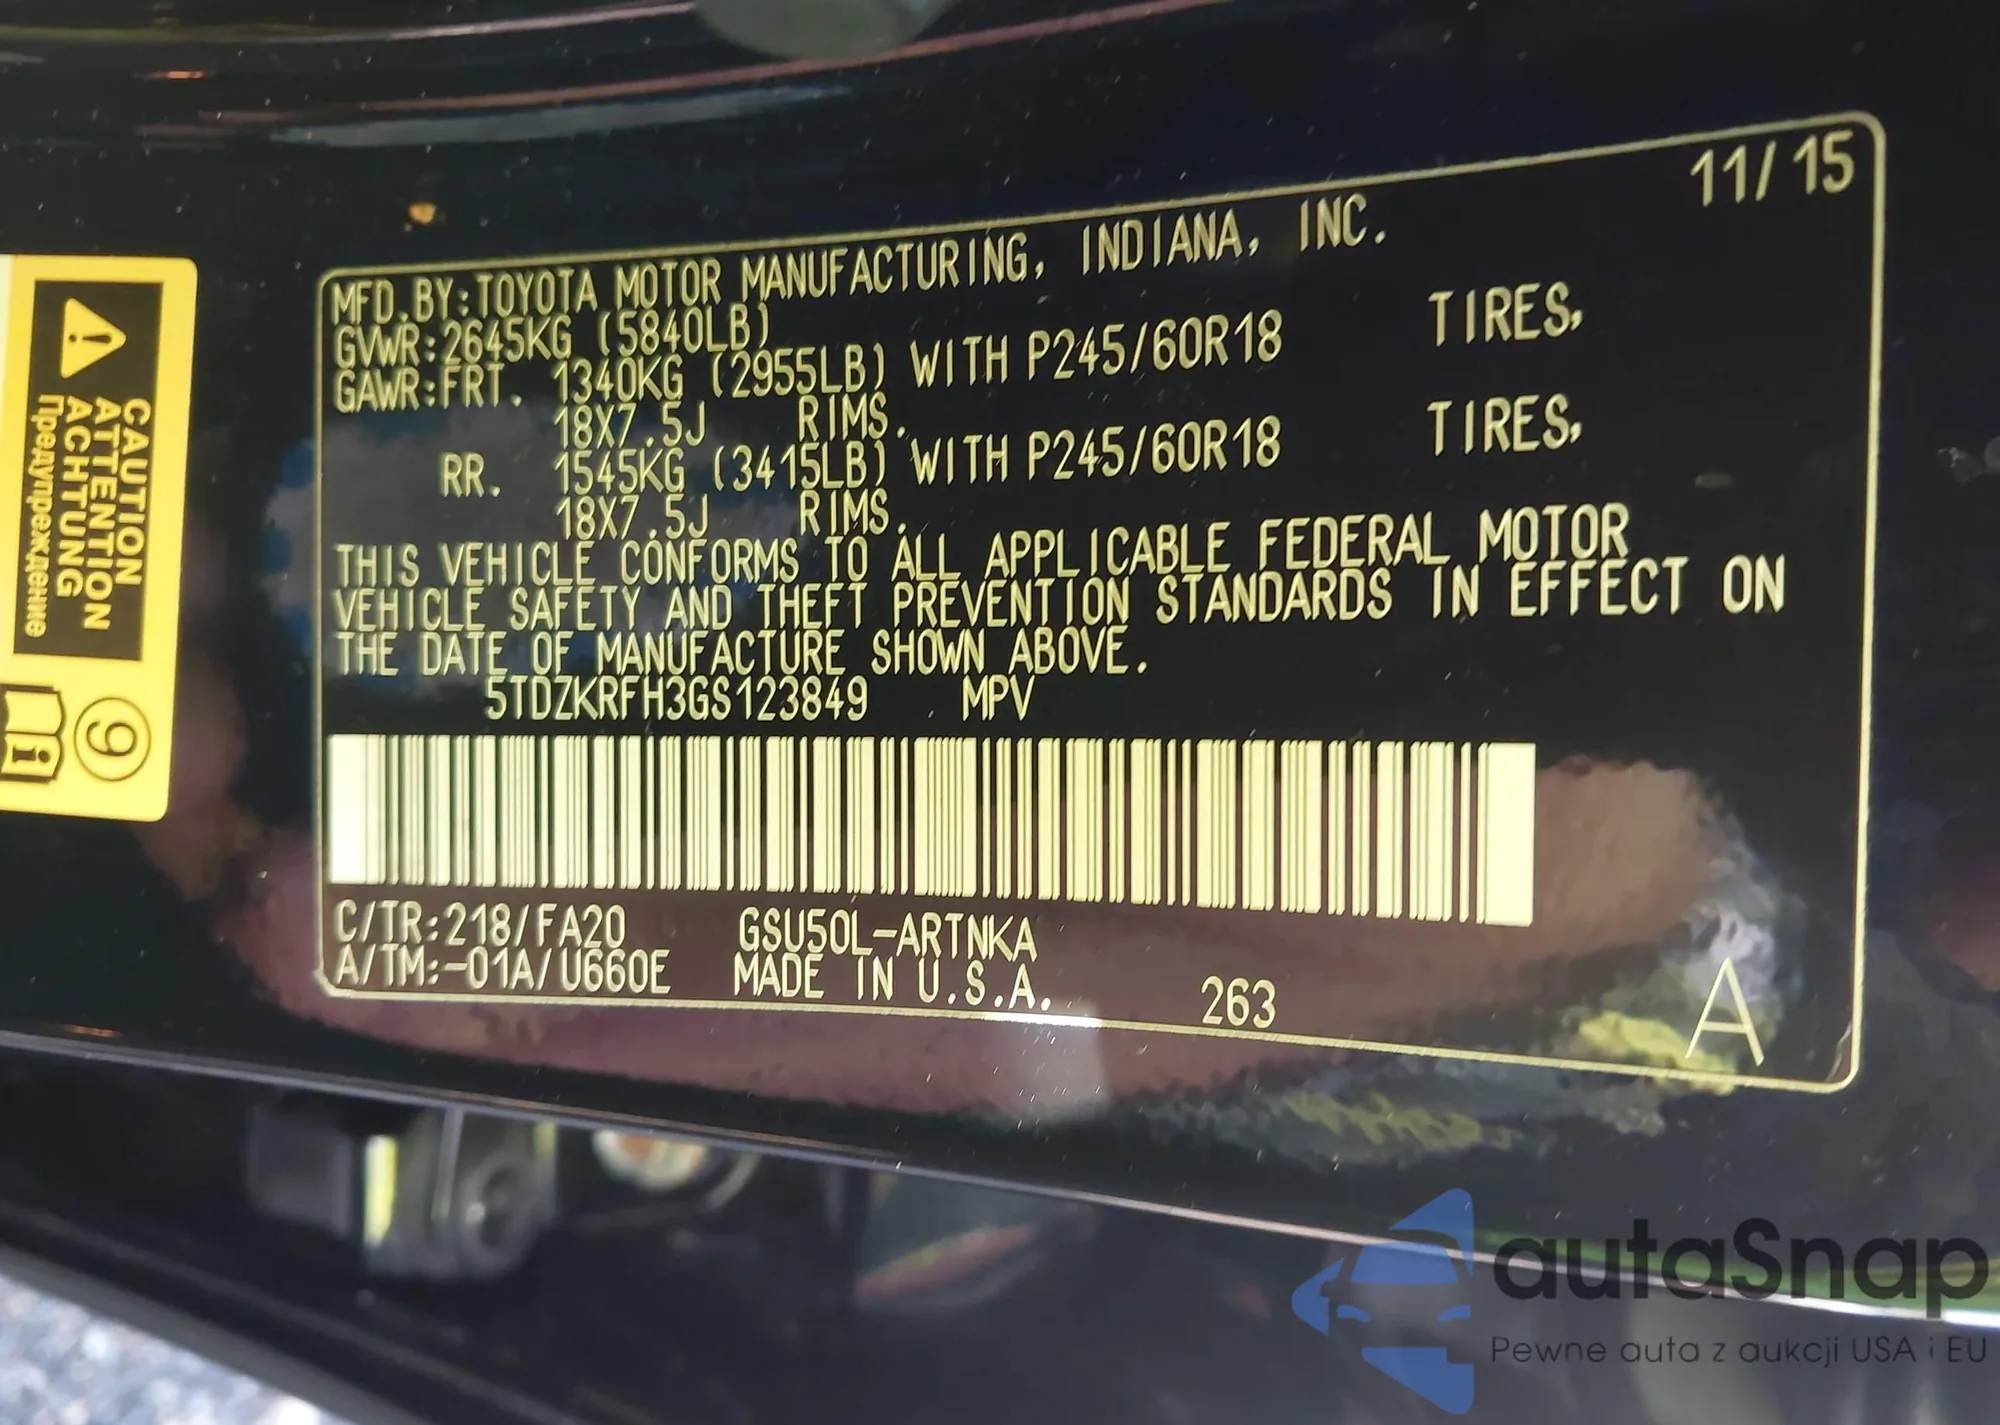 11/15
MFD.BY:TOYOTA MOTOR MANUFACTURING, INDIANA, INC.
GVWR:2645KG (5840LB)
GAWR:FRT. 1340KG (2955LB) WITH P245/60R18 TIRES,
18X7.5J RIMS.
RR. 1545KG (3415LB) WITH P245/60R18 TIRES,
18X7.5J RIMS.
THIS VEHICLE CONFORMS TO ALL APPLICABLE FEDERAL MOTOR
VEHICLE SAFETY AND THEFT PREVENTION STANDARDS IN EFFECT ON
THE DATE OF MANUFACTURE SHOWN ABOVE.
5TDZKRFH3GS123849 MPV
C/TR:218/FA20 GSU50L-ARTNKA
A/TM:-01A/U660E MADE IN U.S.A. 263 A
CAUTION
ATTENTION
ACHTUNG
Предупреждение
9
i
autaSnap
Pewne auta z aukcji USA i EU